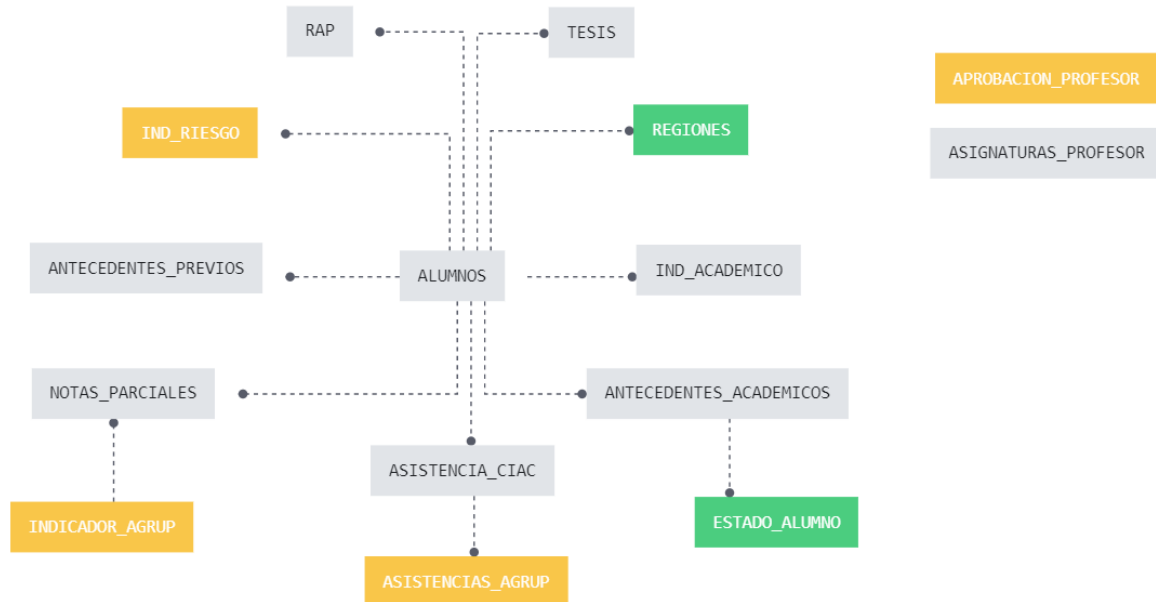 RAP
TESIS
APROBACION_PROFESOR
IND_RIESGO
REGIONES
ASIGNATURAS_PROFESOR
ANTECEDENTES_PREVIOS
ALUMNOS
IND_ACADEMICO
NOTAS_PARCIALES
ANTECEDENTES_ACADEMICOS
ASISTENCIA_CIAC
INDICADOR_AGRUP
ESTADO_ALUMNO
ASISTENCIAS_AGRUP